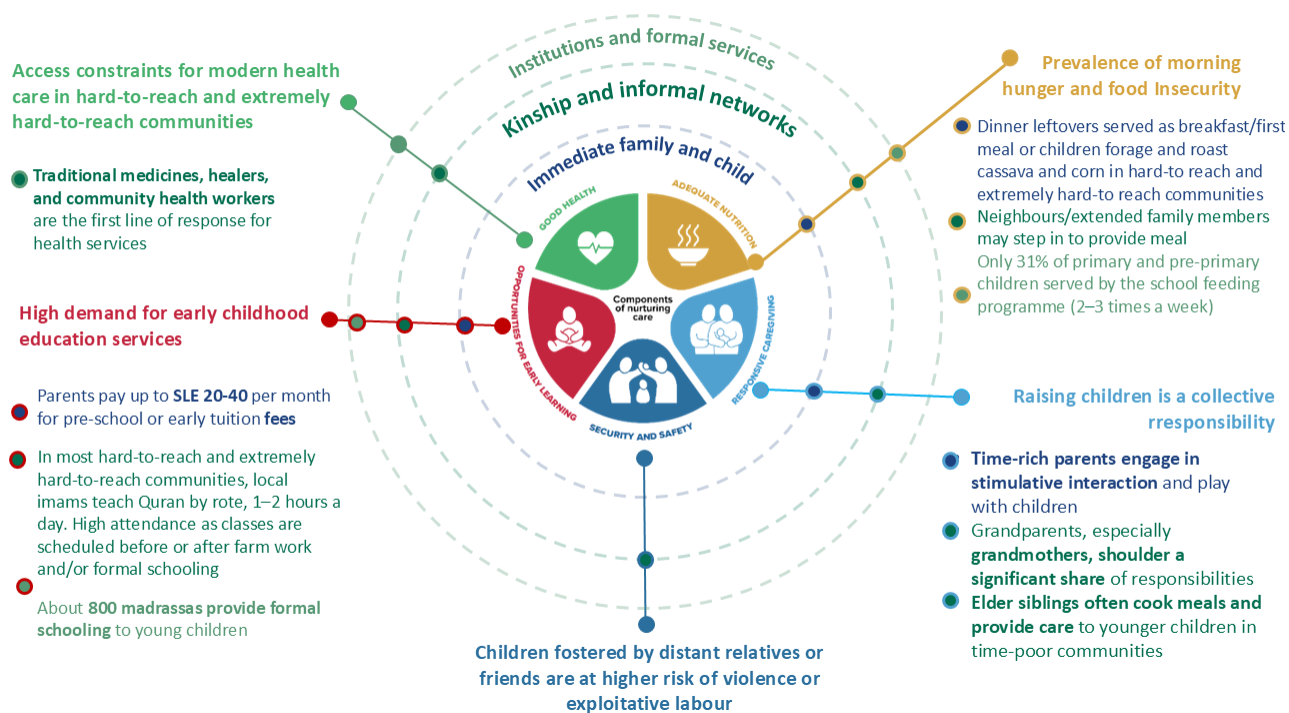 Institutions and formal services
Kinship and informal networks
Immediate family and child
GOOD HEALTH
ADEQUATE NUTRITION
OPPORTUNITIES FOR EARLY LEARNING
RESPONSIVE CAREGIVING
SECURITY AND SAFETY
Components
of nurturing
care
Access constraints for modern health
care in hard-to-reach and extremely
hard-to-reach communities
Traditional medicines, healers,
and community health workers
are the first line of response for
health services
High demand for early childhood
education services
Parents pay up to SLE 20-40 per month
for pre-school or early tuition fees
In most hard-to-reach and extremely
hard-to-reach communities, local
imams teach Quran by rote, 1–2 hours a
day. High attendance as classes are
scheduled before or after farm work
and/or formal schooling
About 800 madrassas provide formal
schooling to young children
Children fostered by distant relatives or
friends are at higher risk of violence or
exploitative labour
Prevalence of morning
hunger and food Insecurity
Dinner leftovers served as breakfast/first
meal or children forage and roast
cassava and corn in hard-to reach and
extremely hard-to reach communities
Neighbours/extended family members
may step in to provide meal
Only 31% of primary and pre-primary
children served by the school feeding
programme (2–3 times a week)
Raising children is a collective
rresponsibility
Time-rich parents engage in
stimulative interaction and play
with children
Grandparents, especially
grandmothers, shoulder a
significant share of responsibilities
Elder siblings often cook meals and
provide care to younger children in
time-poor communities